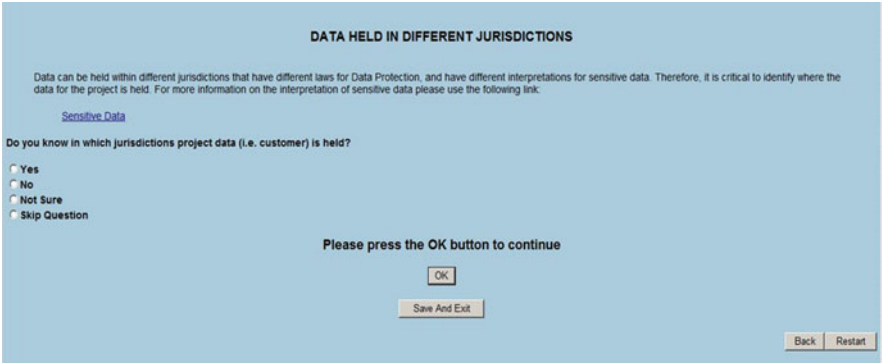 DATA HELD IN DIFFERENT JURISDICTIONS
Data can be held within different jurisdictions that have different laws for Data Protection, and have different interpretations for sensitive data. Therefore, it is critical to identify where the
data for the project is held. For more information on the interpretation of sensitive data please use the following link:
Sensitive Data
Do you know in which jurisdictions project data (i.e. customer) is held?
Yes
No
Not Sure
Skip Question
Please press the OK button to continue
OK
Save And Exit
Back Restart